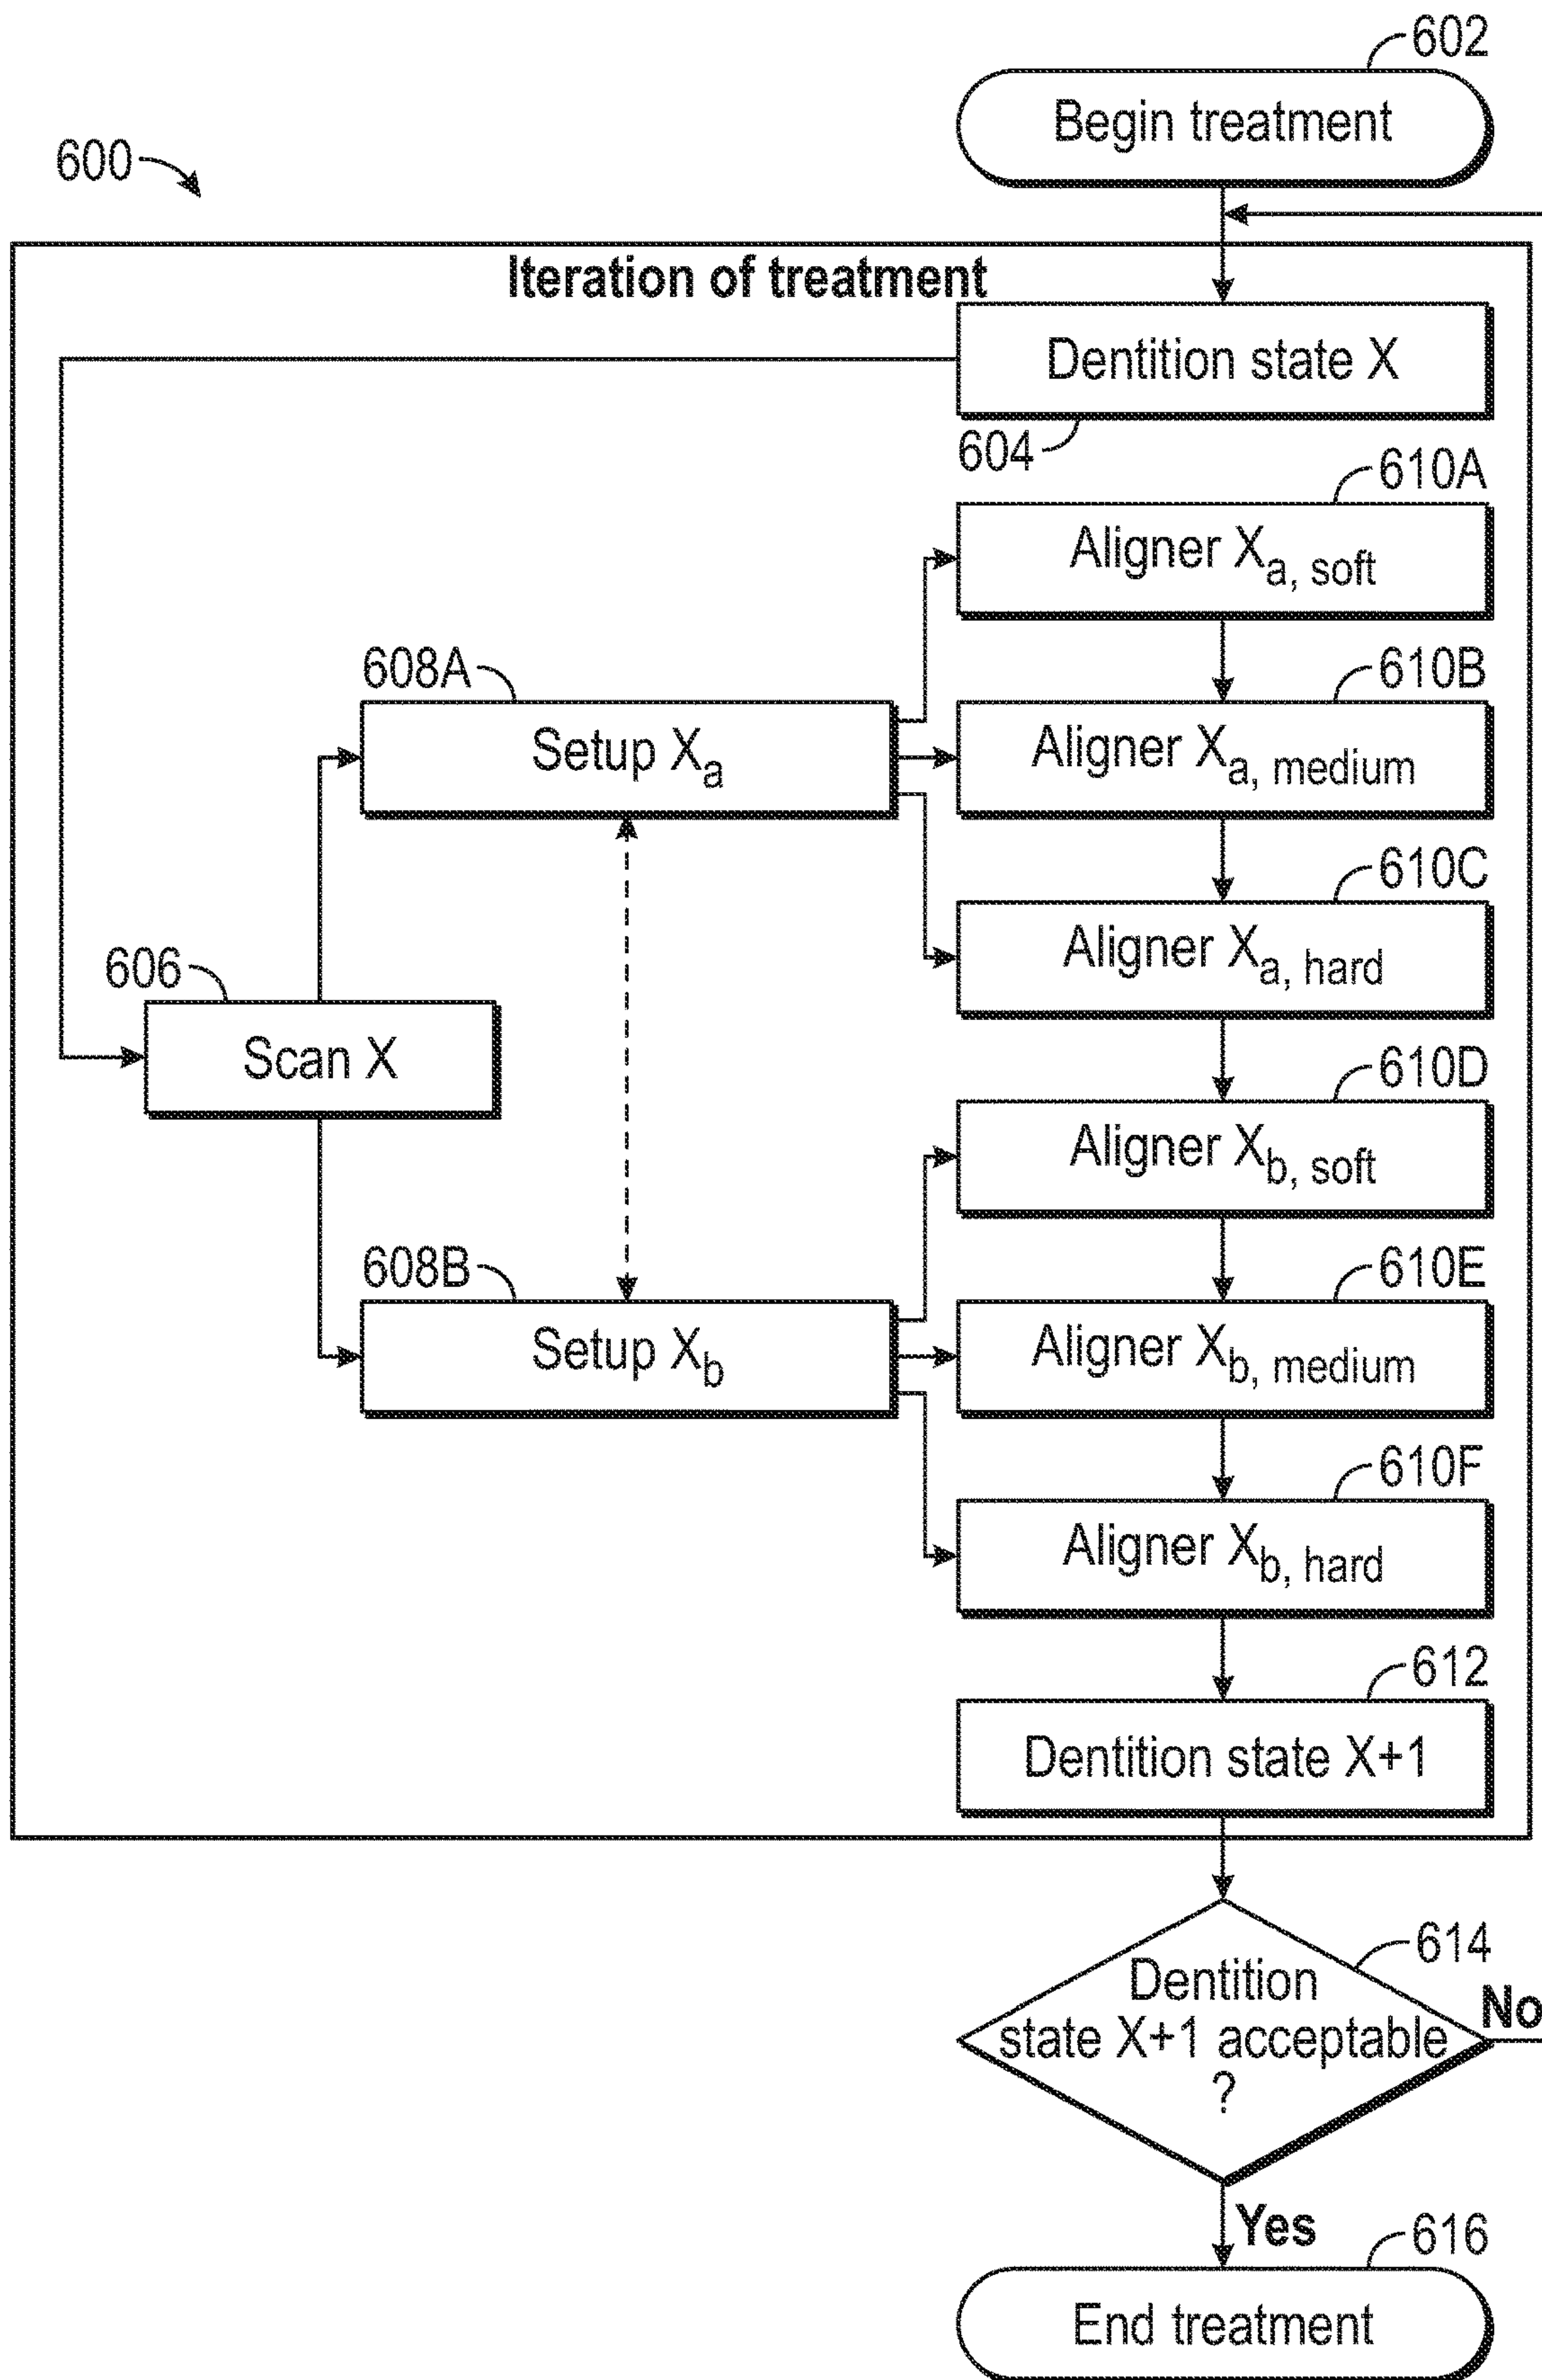 602
Begin treatment
600
Iteration of treatment
Dentition state X
604
610A
Aligner Xa, soft
608A
610B
Setup Xa
Aligner Xa, medium
610C
606
Aligner Xa, hard
Scan X
610D
Aligner Xb, soft
608B
610E
Setup Xb
Aligner Xb, medium
610F
Aligner Xb, hard
612
Dentition state X+1
614
Dentition
No
state X+1 acceptable
?
Yes
616
End treatment